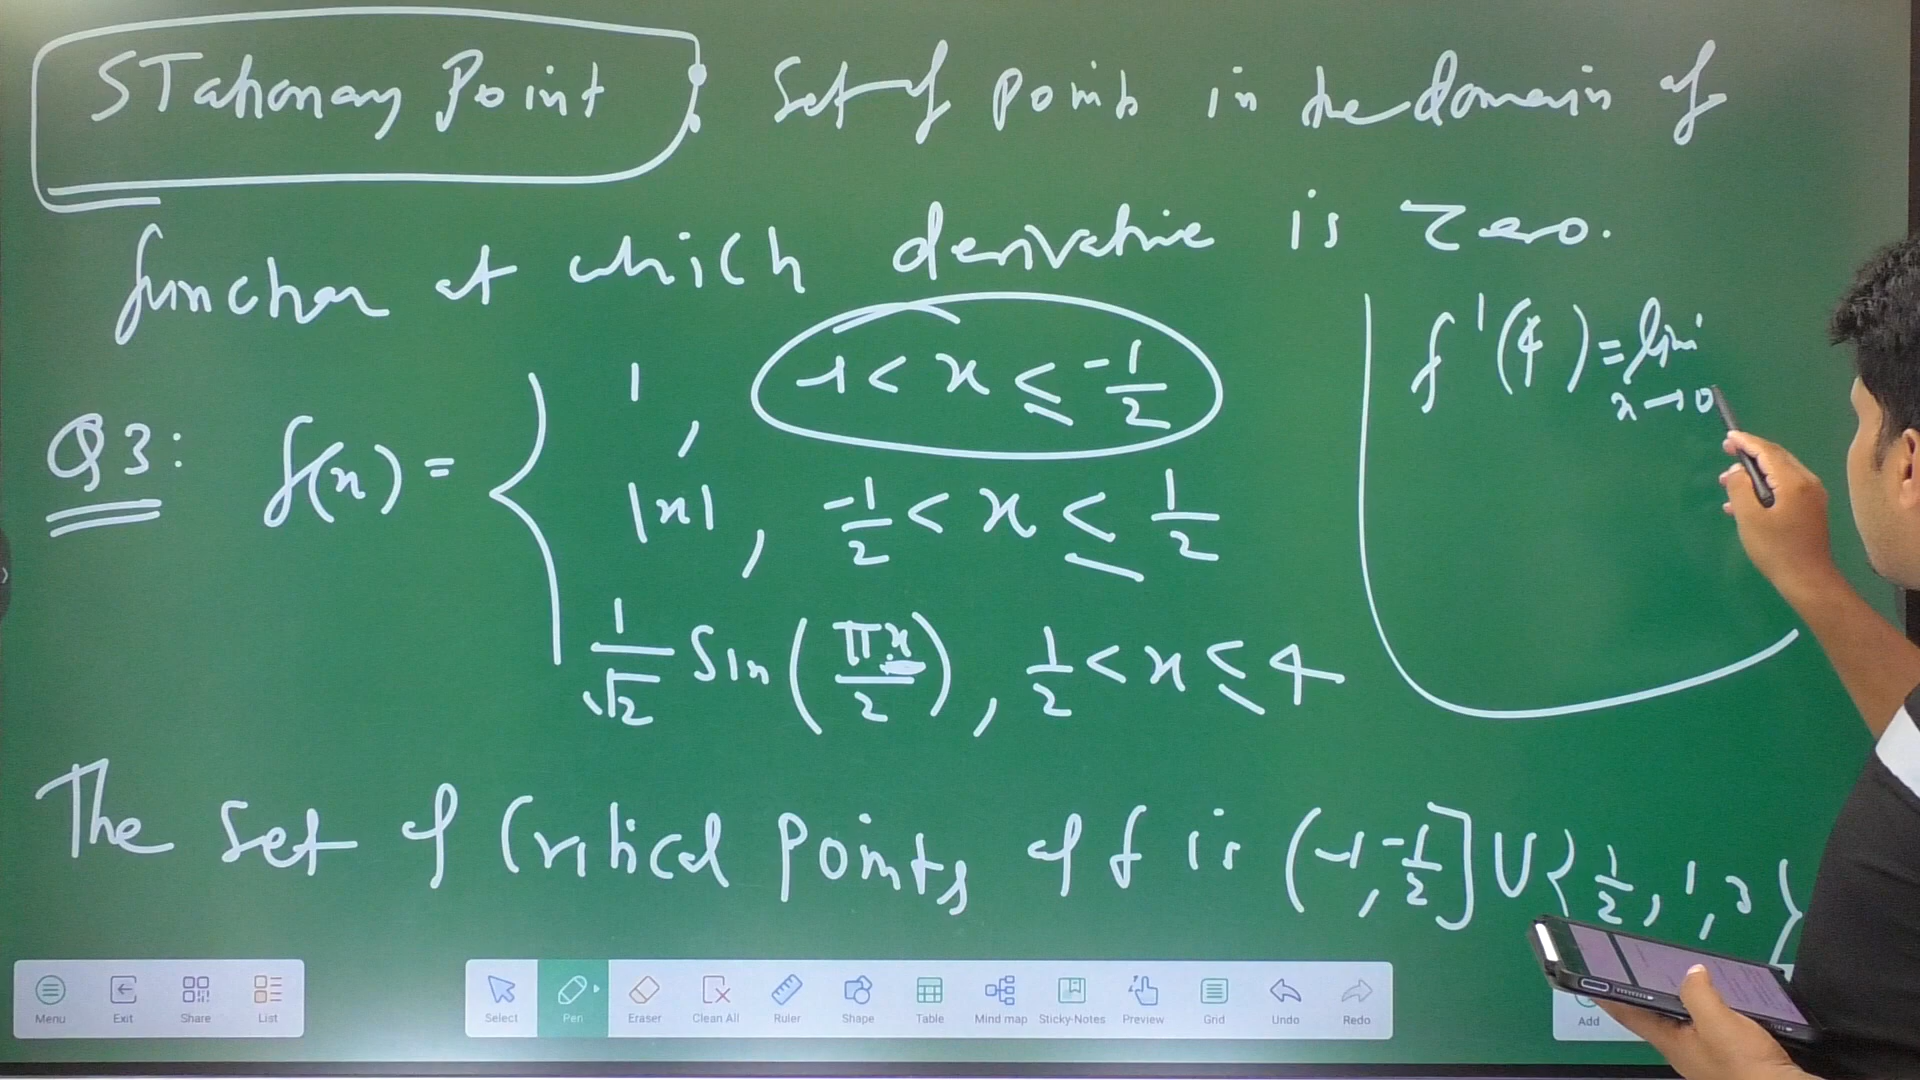 Stationary Point : Set of points in the domain of
function at which derivative is zero.
Q3: f(x) = { 1 , -1 < x ≤ -1/2
|x| , -1/2 < x ≤ 1/2
1/√2 Sin(πx/2) , 1/2 < x ≤ 4
f'(4) = lim x→0
The set of Critical points of f is (-1, -1/2] ∪ {1/2, 1, 3}
Menu Exit Share List Select Pen Eraser Clean All Ruler Shape Table Mind map Sticky-Notes Preview Grid Undo Redo Add